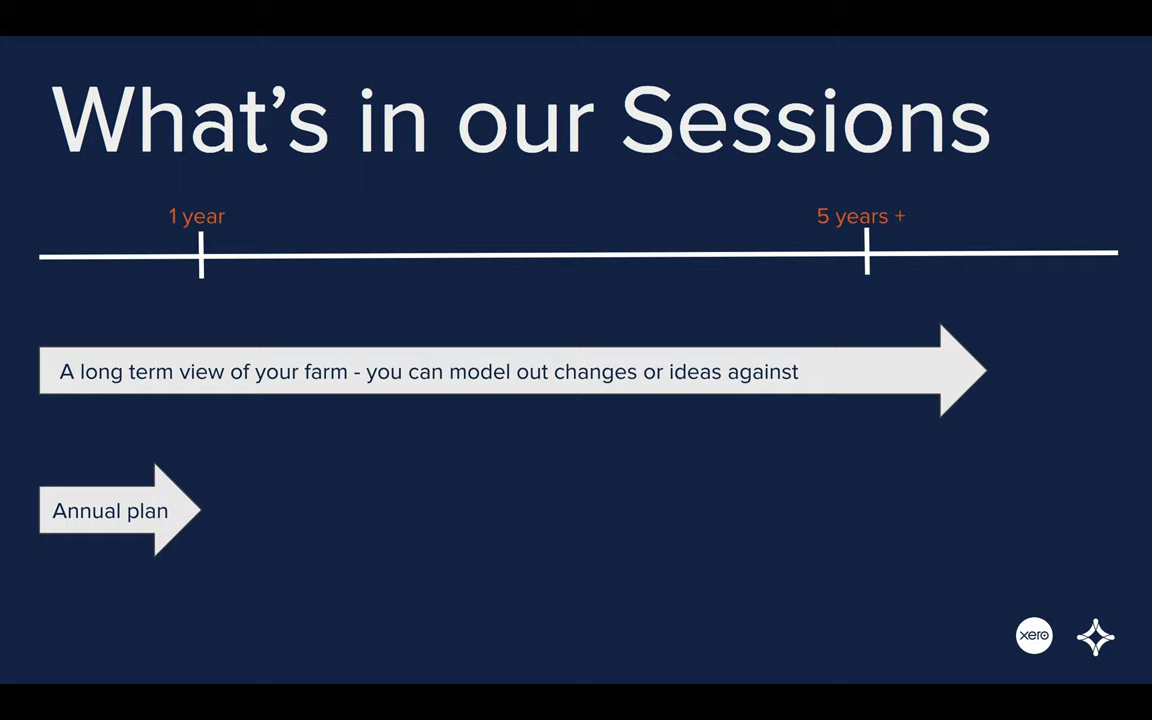 What’s in our Sessions
1 year
5 years +
A long term view of your farm - you can model out changes or ideas against
Annual plan
xero